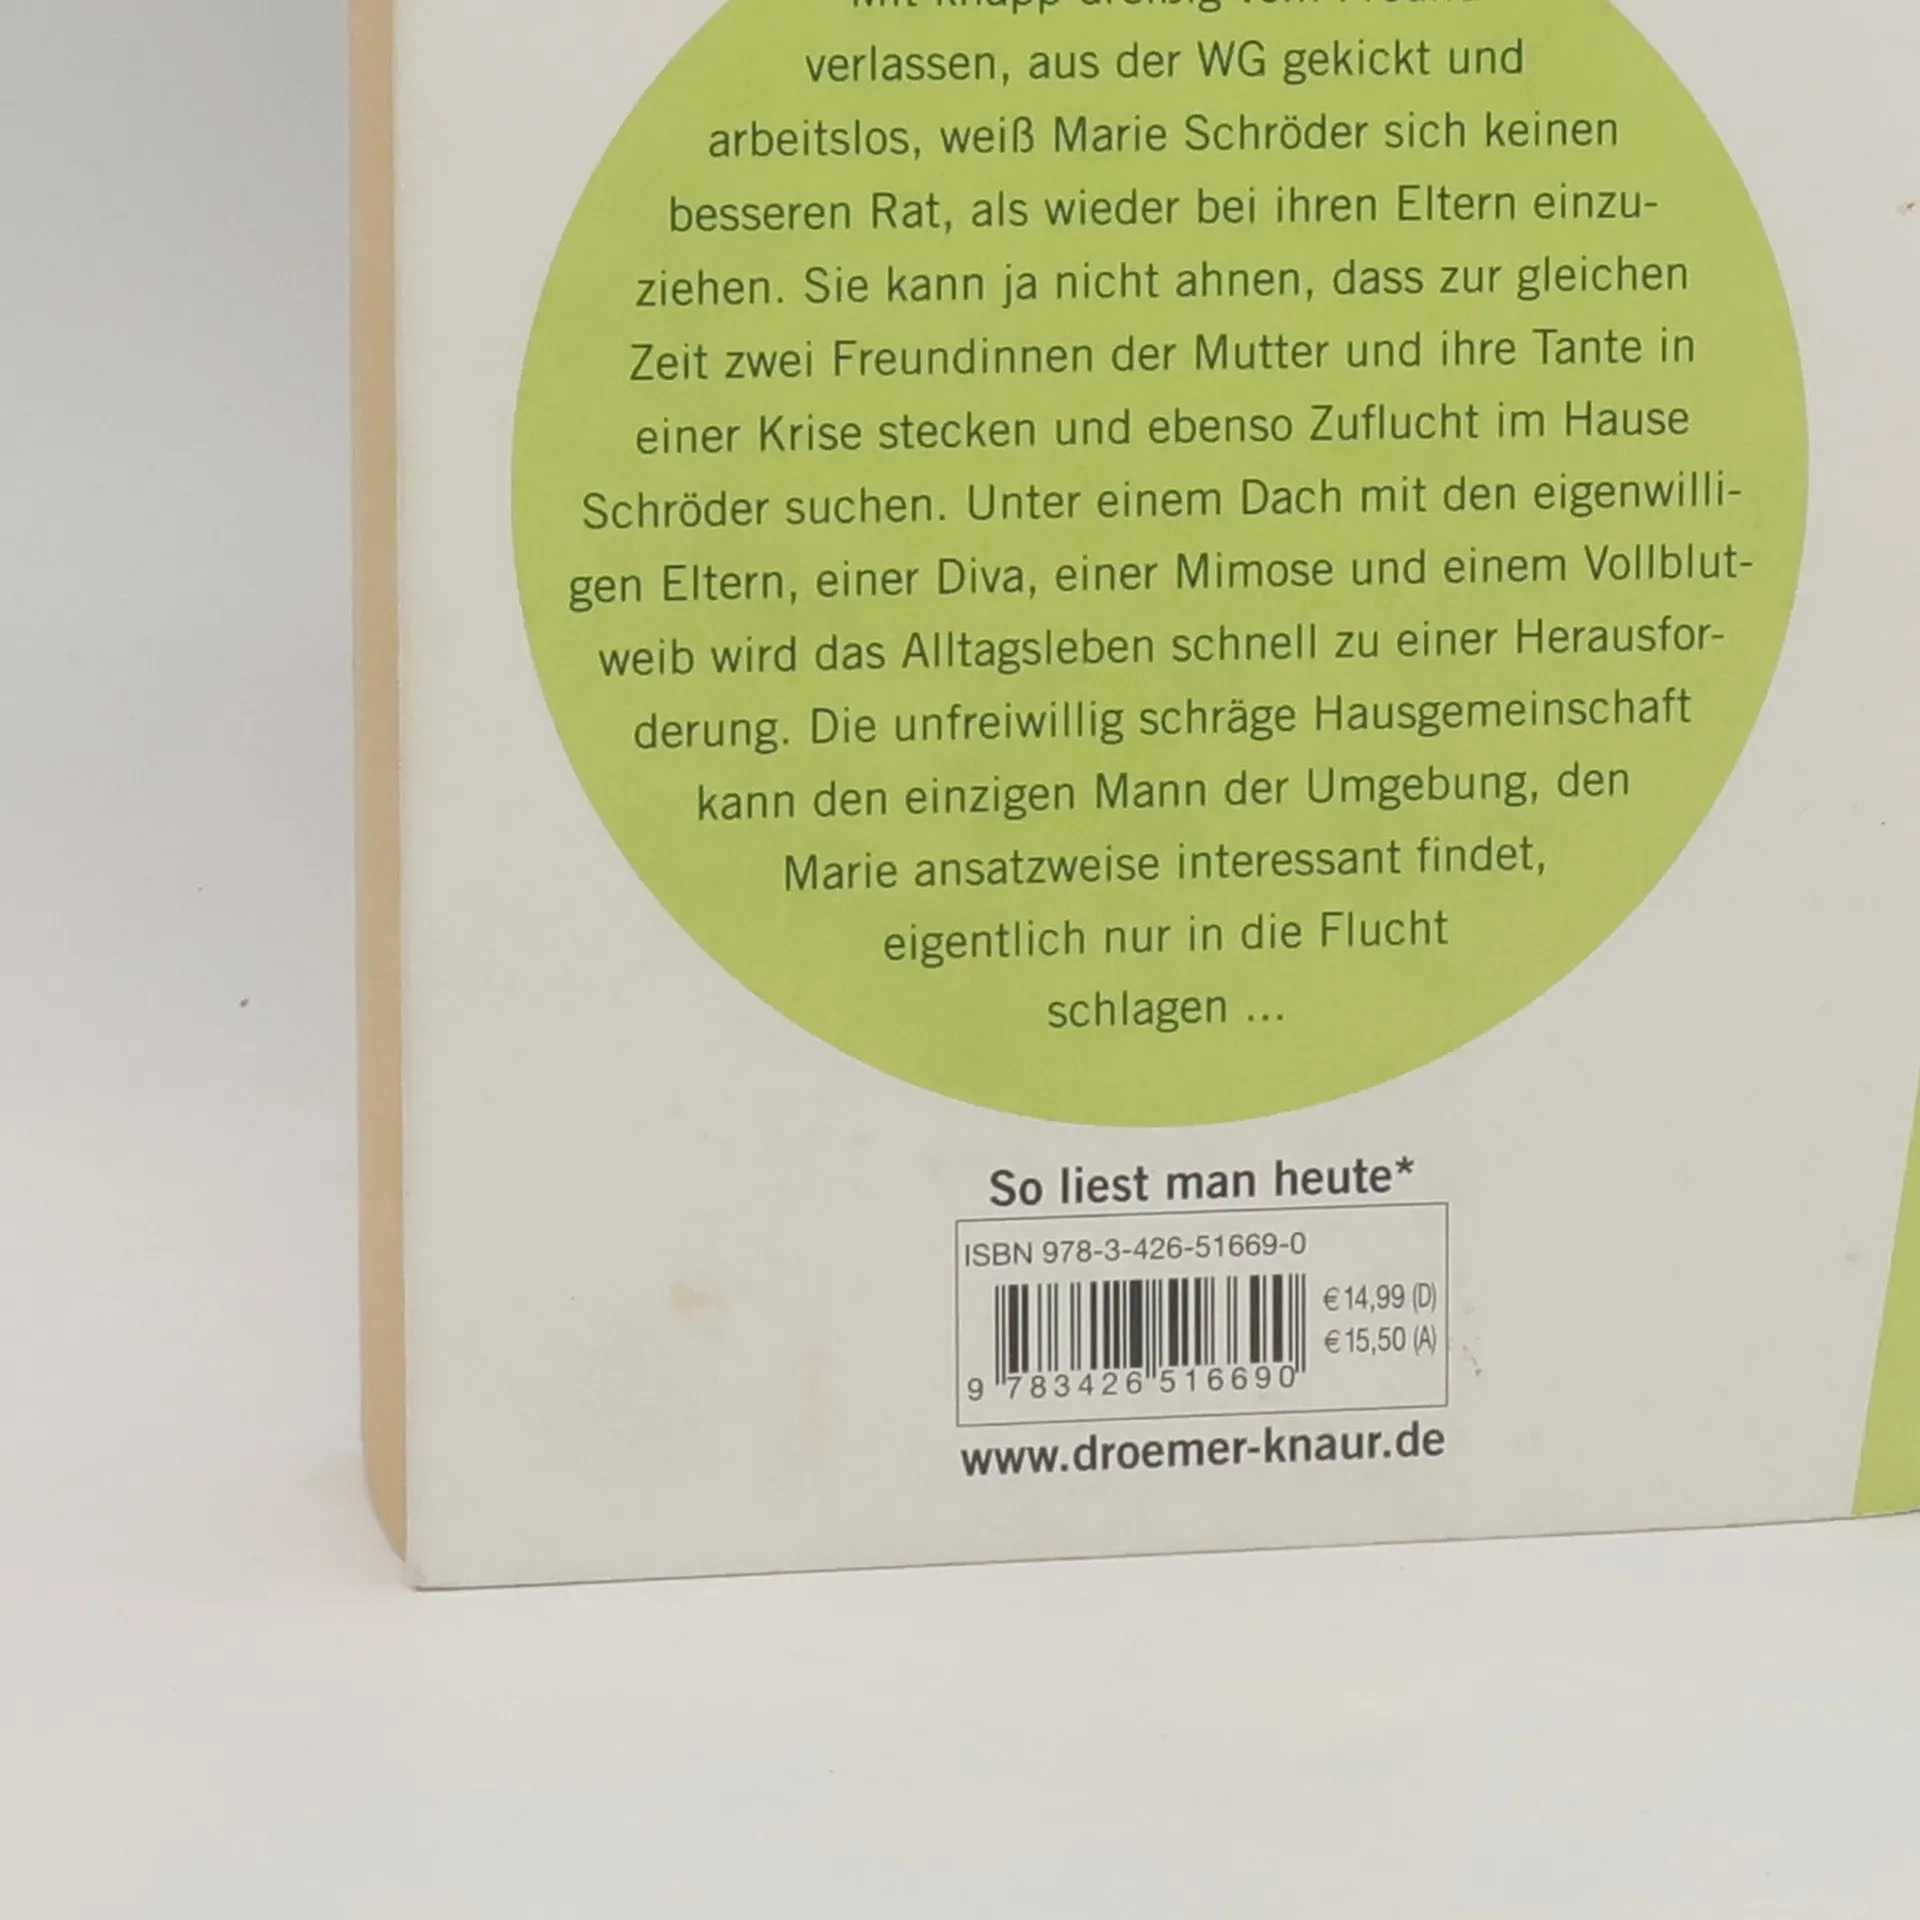 Mit knapp dreißig vom Freund
verlassen, aus der WG gekickt und
arbeitslos, weiß Marie Schröder sich keinen
besseren Rat, als wieder bei ihren Eltern einzu-
ziehen. Sie kann ja nicht ahnen, dass zur gleichen
Zeit zwei Freundinnen der Mutter und ihre Tante in
einer Krise stecken und ebenso Zuflucht im Hause
Schröder suchen. Unter einem Dach mit den eigenwilli-
gen Eltern, einer Diva, einer Mimose und einem Vollblut-
weib wird das Alltagsleben schnell zu einer Herausfor-
derung. Die unfreiwillig schräge Hausgemeinschaft
kann den einzigen Mann der Umgebung, den
Marie ansatzweise interessant findet,
eigentlich nur in die Flucht
schlagen ...
So liest man heute*
ISBN 978-3-426-51669-0
€ 14,99 (D)
€ 15,50 (A)
9 783426 516690
www.droemer-knaur.de